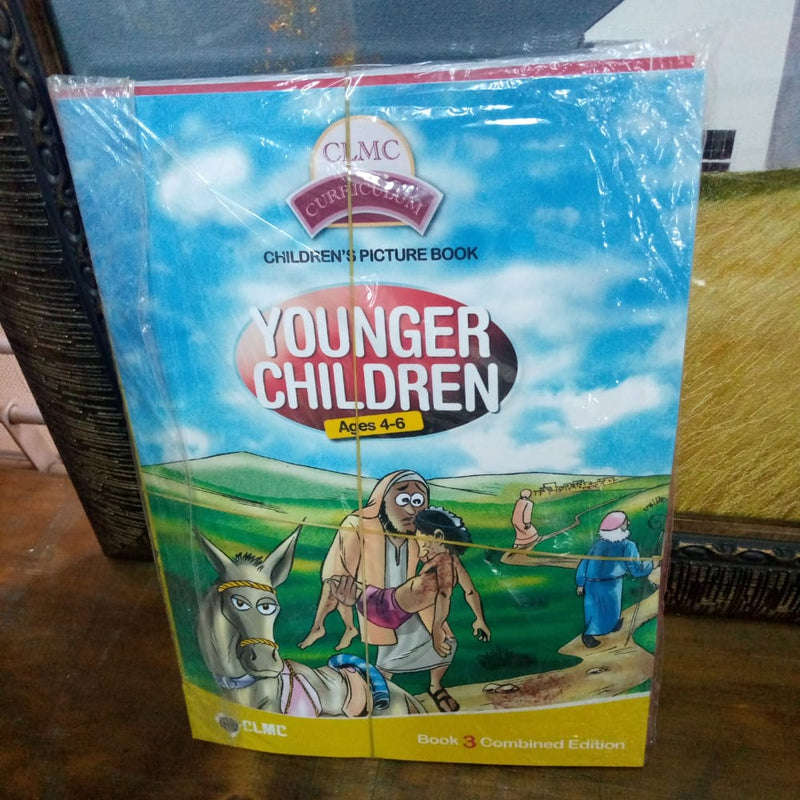 CLMC
CURRICULUM
CHILDREN'S PICTURE BOOK
YOUNGER
CHILDREN
Ages 4-6
CLMC
Book 3 Combined Edition